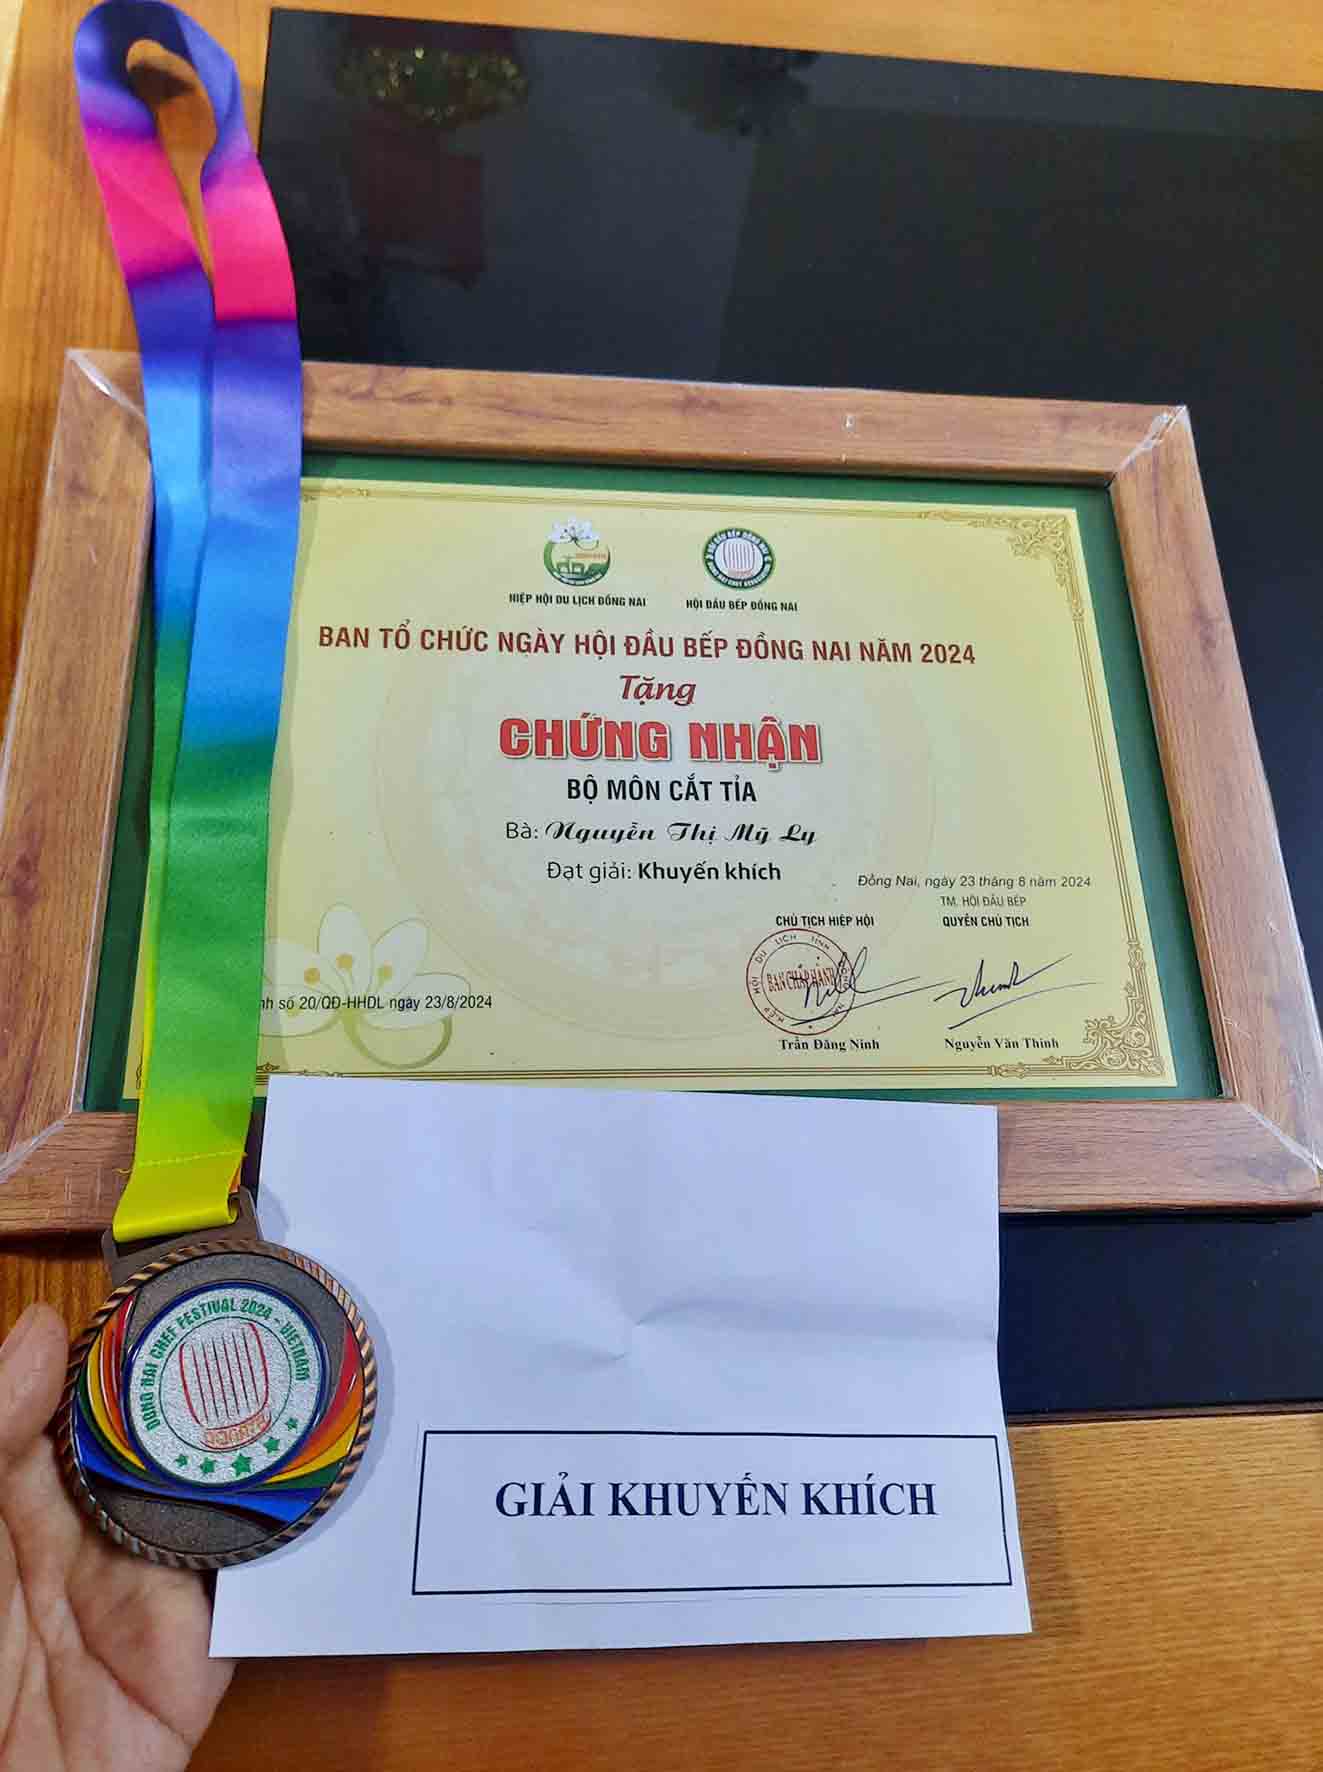 HIỆP HỘI DU LỊCH ĐỒNG NAI
HỘI ĐẦU BẾP ĐỒNG NAI
BAN TỔ CHỨC NGÀY HỘI ĐẦU BẾP ĐỒNG NAI NĂM 2024
Tặng
CHỨNG NHẬN
BỘ MÔN CẮT TỈA
Bà: Nguyễn Thị Mỹ Ly
Đạt giải: Khuyến khích
Đồng Nai, ngày 23 tháng 8 năm 2024
TM. HỘI ĐẦU BẾP
CHỦ TỊCH HIỆP HỘI
QUYỀN CHỦ TỊCH
BAN CHẤP HÀNH
số 20/QĐ-HHDL ngày 23/8/2024
Trần Đăng Ninh
Nguyễn Văn Thinh
DONG NAI CHEF FESTIVAL 2024 - VIETNAM
GIẢI KHUYẾN KHÍCH